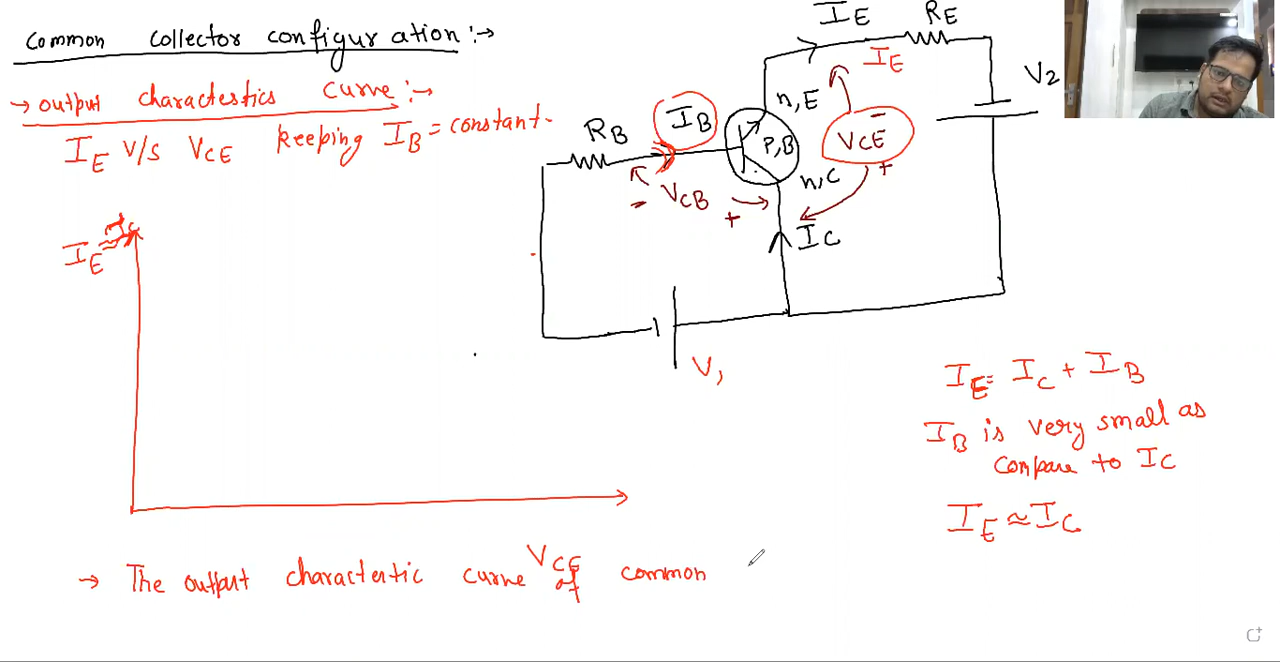 Common Collector configuration:→
→ output charactestics curve:→
IE V/s VCE keeping IB = constant-
IE ≈ Ic
VCE
→ The output charactertic curve of common
RB
IB
IE
RE
IE
V2
n,E
P,B
n,C
VCE
-
+
VCB
-
+
IC
V1
IE = IC + IB
IB is very small as
compare to IC
IE ≈ IC